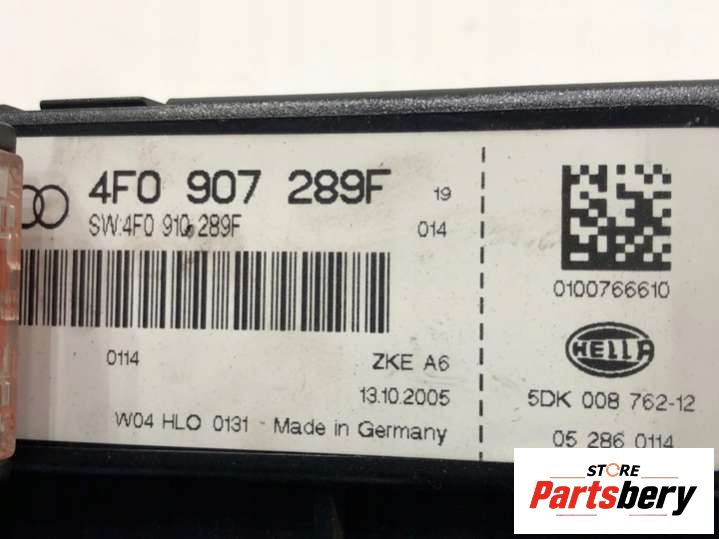 4F0 907 289F 19
SW:4F0 910 289F 014
0114 ZKE A6
13.10.2005
W04 HLO 0131 - Made in Germany
0100766610
HELLA
5DK 008 762-12
05 286 0114
STORE
Partsbery